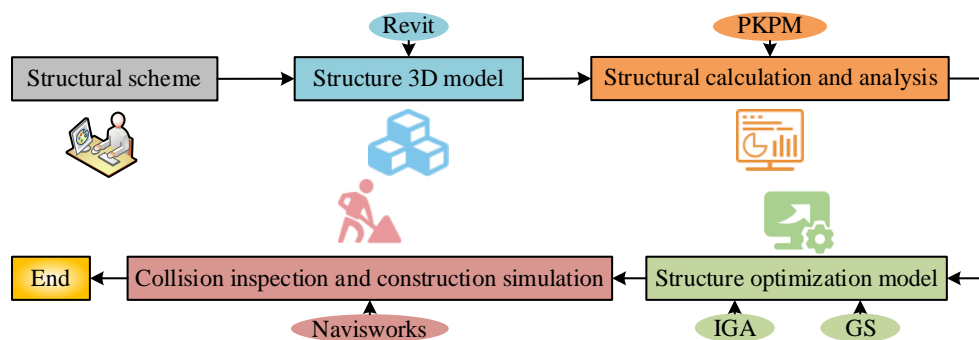 Revit
PKPM
Structural scheme
Structure 3D model
Structural calculation and analysis
End
Collision inspection and construction simulation
Structure optimization model
Navisworks
IGA
GS